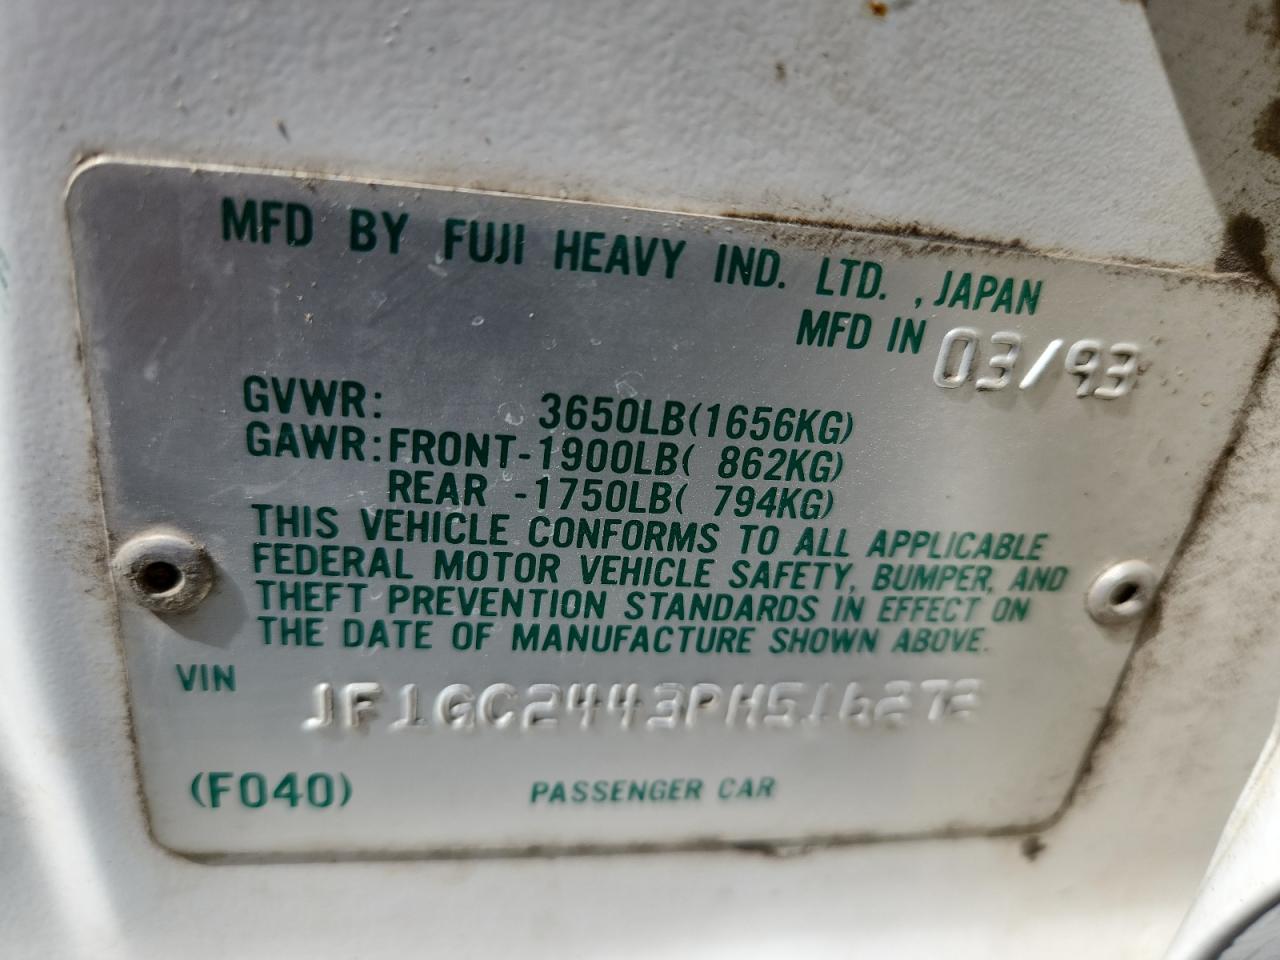 MFD BY FUJI HEAVY IND. LTD. , JAPAN
MFD IN 03/93
GVWR: 3650LB(1656KG)
GAWR:FRONT-1900LB( 862KG)
REAR -1750LB( 794KG)
THIS VEHICLE CONFORMS TO ALL APPLICABLE
FEDERAL MOTOR VEHICLE SAFETY, BUMPER, AND
THEFT PREVENTION STANDARDS IN EFFECT ON
THE DATE OF MANUFACTURE SHOWN ABOVE.
VIN JF1GC2443PH516272
(F040) PASSENGER CAR